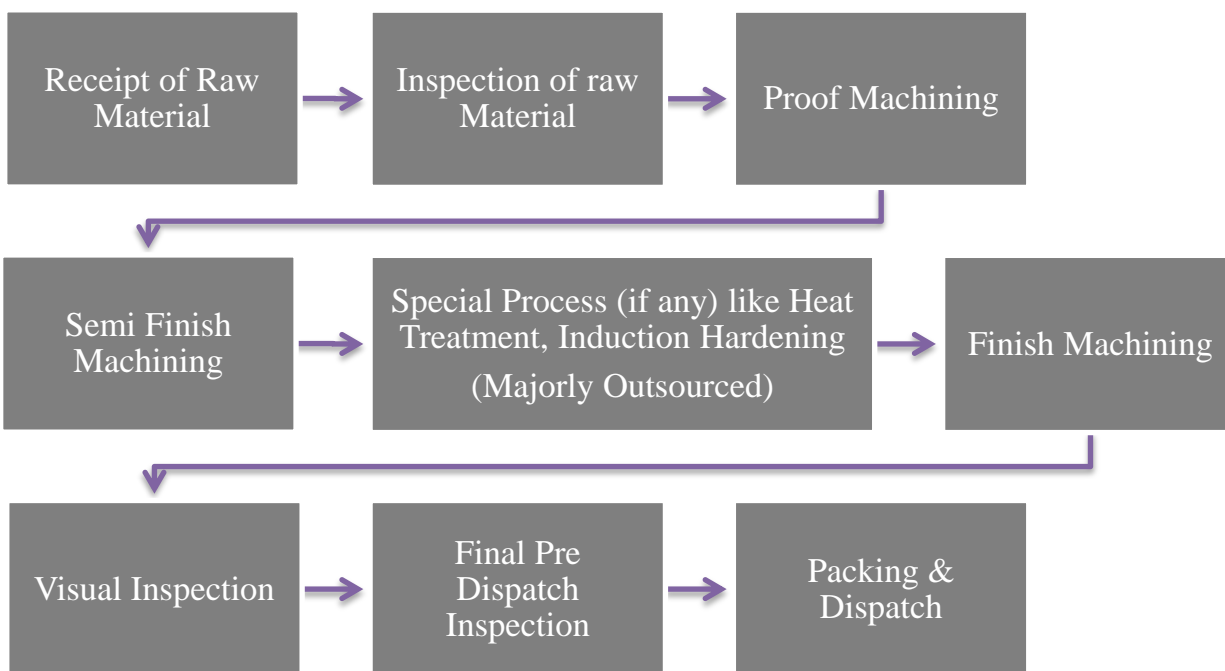 Receipt of Raw
Material
Inspection of raw
Material
Proof Machining
Semi Finish
Machining
Special Process (if any) like Heat
Treatment, Induction Hardening
(Majorly Outsourced)
Finish Machining
Visual Inspection
Final Pre
Dispatch
Inspection
Packing &
Dispatch